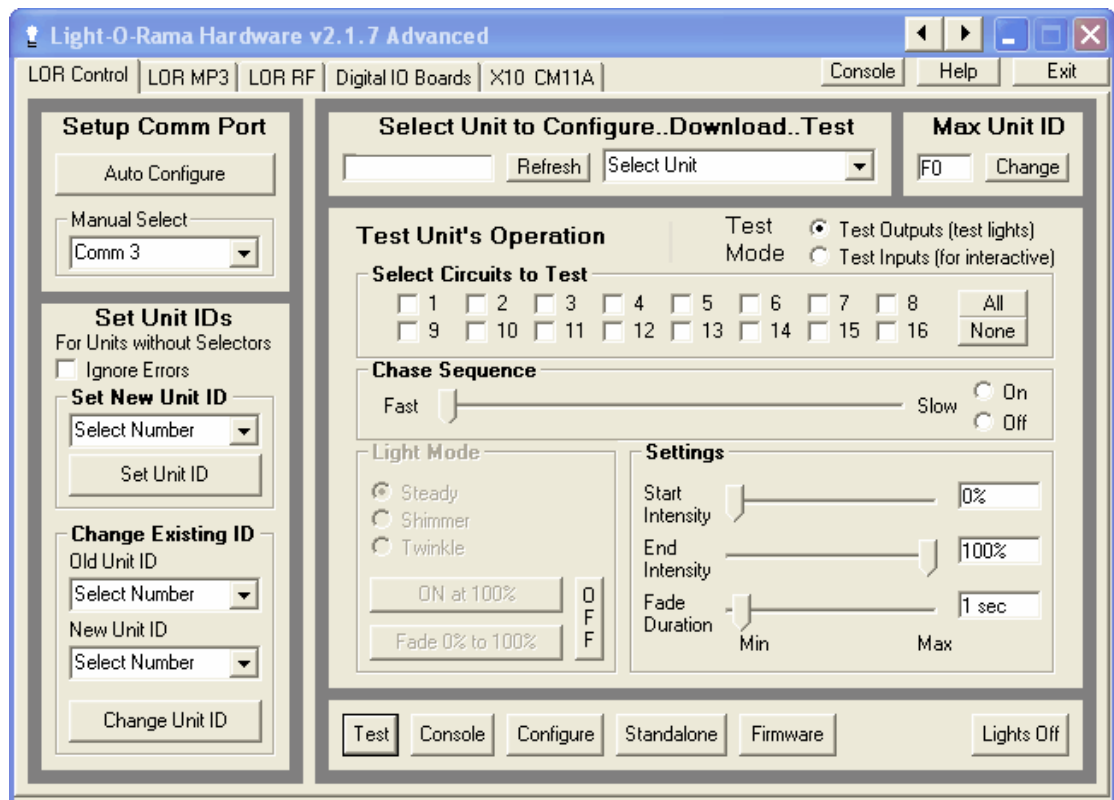 Light-O-Rama Hardware v2.1.7 Advanced
LOR Control LOR MP3 LOR RF Digital IO Boards X10 CM11A Console Help Exit
Setup Comm Port
Auto Configure
Manual Select
Comm 3
Set Unit IDs
For Units without Selectors
Ignore Errors
Set New Unit ID
Select Number
Set Unit ID
Change Existing ID
Old Unit ID
Select Number
New Unit ID
Select Number
Change Unit ID
Select Unit to Configure..Download..Test
Refresh Select Unit
Max Unit ID
F0 Change
Test Unit's Operation
Test Mode
Test Outputs (test lights)
Test Inputs (for interactive)
Select Circuits to Test
1 2 3 4 5 6 7 8 All
9 10 11 12 13 14 15 16 None
Chase Sequence
Fast Slow
On
Off
Light Mode
Steady
Shimmer
Twinkle
ON at 100%
Fade 0% to 100%
OFF
Settings
Start Intensity 0%
End Intensity 100%
Fade Duration 1 sec
Min Max
Test Console Configure Standalone Firmware Lights Off